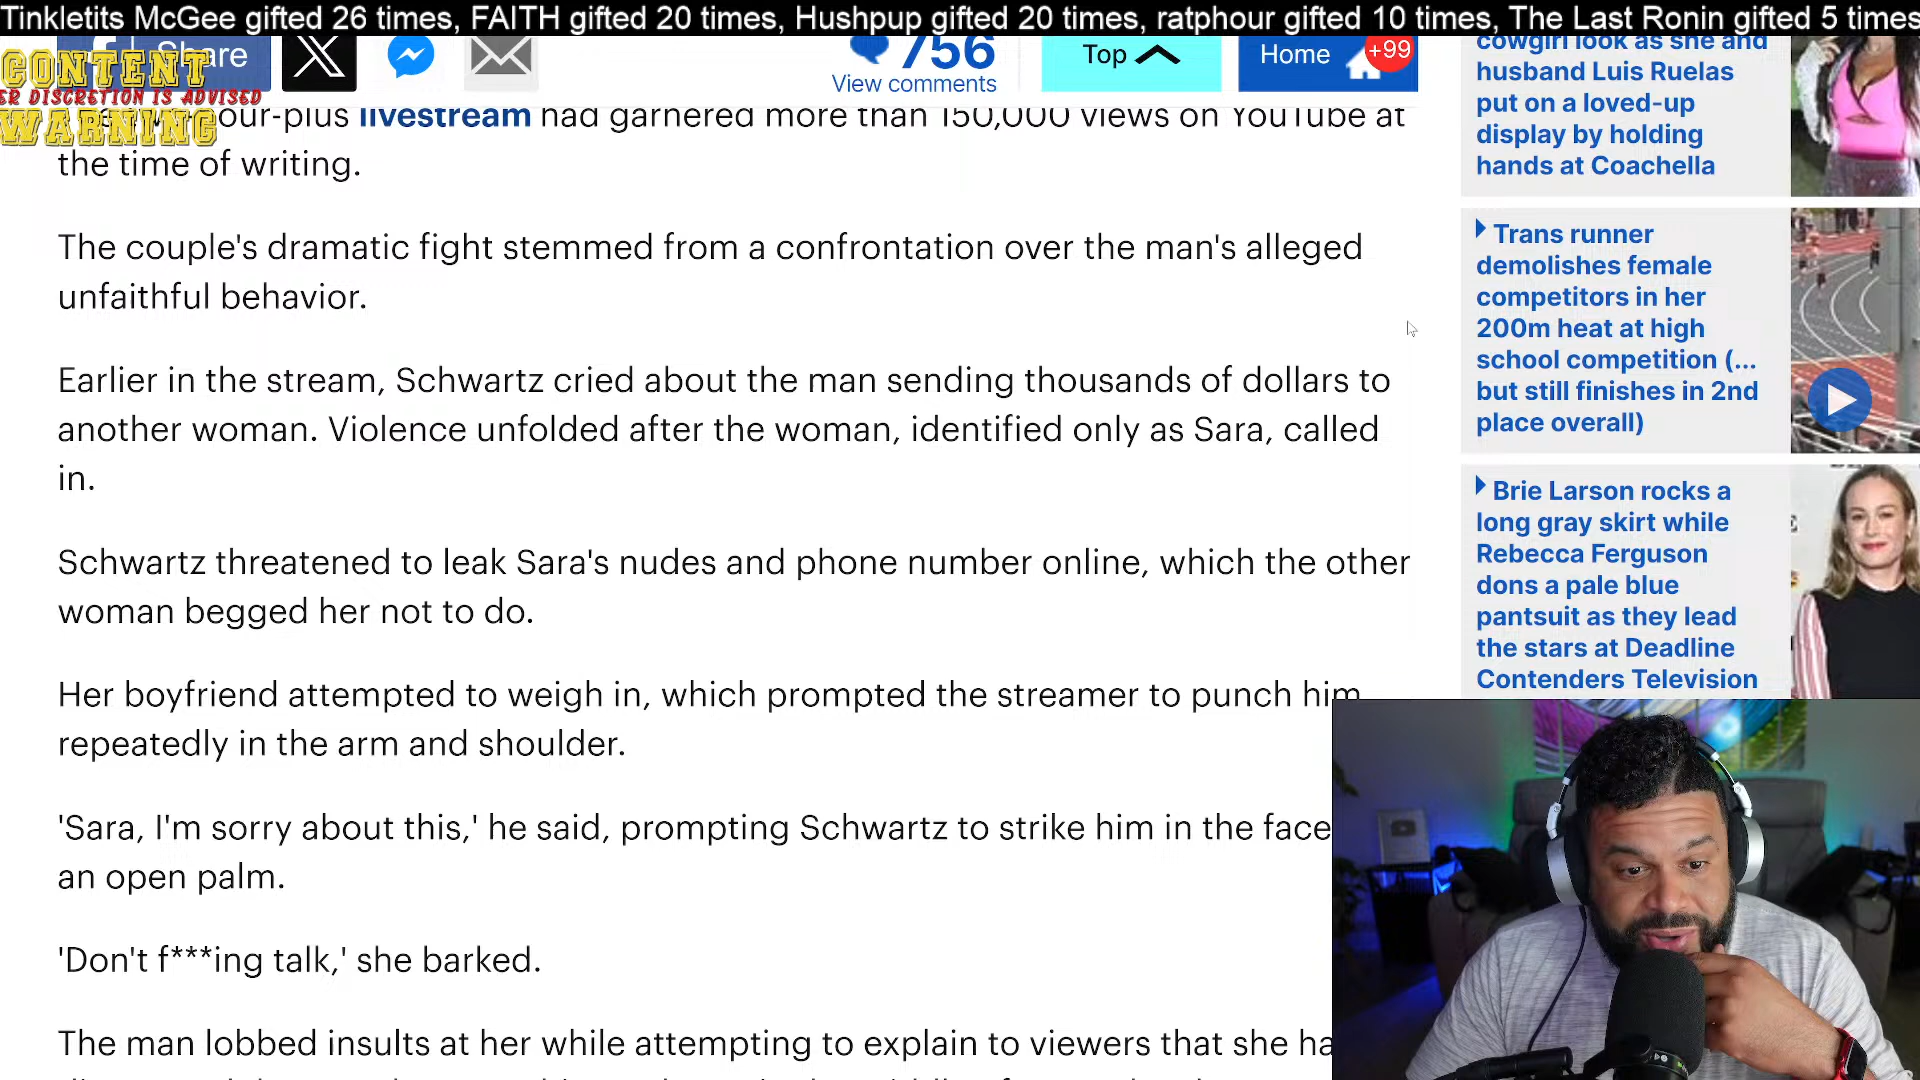 Tinkletits McGee gifted 26 times, FAITH gifted 20 times, Hushpup gifted 20 times, ratphour gifted 10 times, The Last Ronin gifted 5 times
Share
756
View comments
Top
Home
+99
CONTENT
ER DISCRETION IS ADVISED
WARNING
our-plus livestream had garnered more than 150,000 views on YouTube at
the time of writing.
The couple's dramatic fight stemmed from a confrontation over the man's alleged
unfaithful behavior.
Earlier in the stream, Schwartz cried about the man sending thousands of dollars to
another woman. Violence unfolded after the woman, identified only as Sara, called
in.
Schwartz threatened to leak Sara's nudes and phone number online, which the other
woman begged her not to do.
Her boyfriend attempted to weigh in, which prompted the streamer to punch him
repeatedly in the arm and shoulder.
'Sara, I'm sorry about this,' he said, prompting Schwartz to strike him in the face
an open palm.
'Don't f***ing talk,' she barked.
The man lobbed insults at her while attempting to explain to viewers that she ha
cowgirl look as she and
husband Luis Ruelas
put on a loved-up
display by holding
hands at Coachella
Trans runner
demolishes female
competitors in her
200m heat at high
school competition (...
but still finishes in 2nd
place overall)
Brie Larson rocks a
long gray skirt while
Rebecca Ferguson
dons a pale blue
pantsuit as they lead
the stars at Deadline
Contenders Television